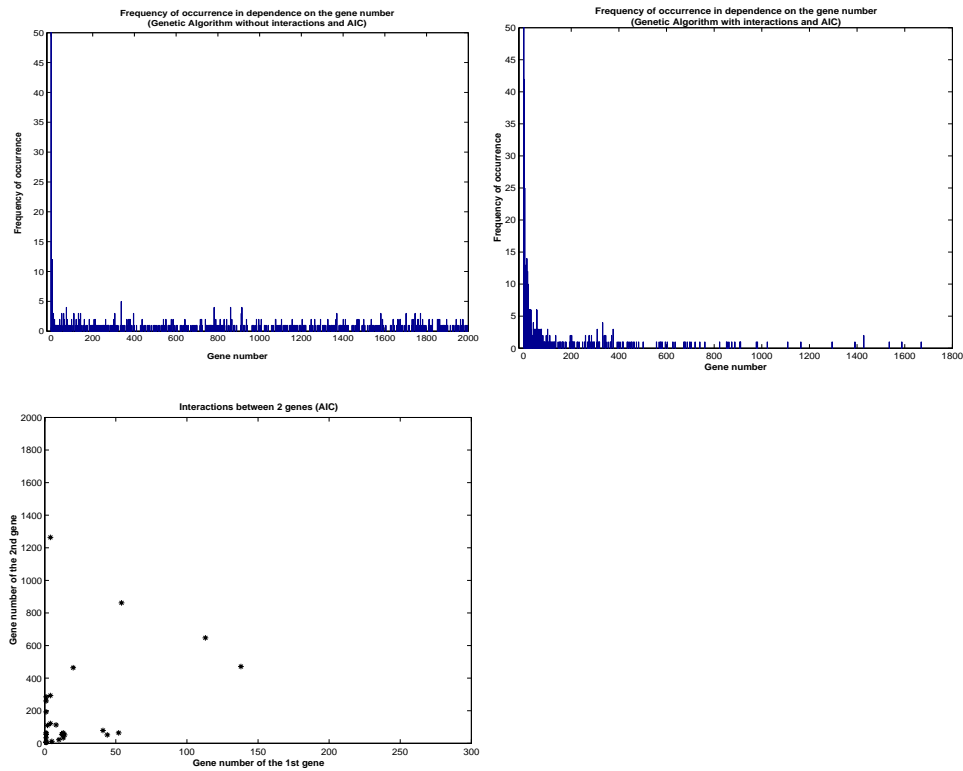 Frequency of occurrence in dependence on the gene number
(Genetic Algorithm without interactions and AIC)
50
45
40
35
30
25
20
15
10
5
0
Frequency of occurrence
0 200 400 600 800 1000 1200 1400 1600 1800 2000
Gene number
Frequency of occurrence in dependence on the gene number
(Genetic Algorithm with interactions and AIC)
50
45
40
35
30
25
20
15
10
5
0
Frequency of occurrence
0 200 400 600 800 1000 1200 1400 1600 1800
Gene number
Interactions between 2 genes (AIC)
2000
1800
1600
1400
1200
1000
800
600
400
200
0
Gene number of the 2nd gene
0 50 100 150 200 250 300
Gene number of the 1st gene